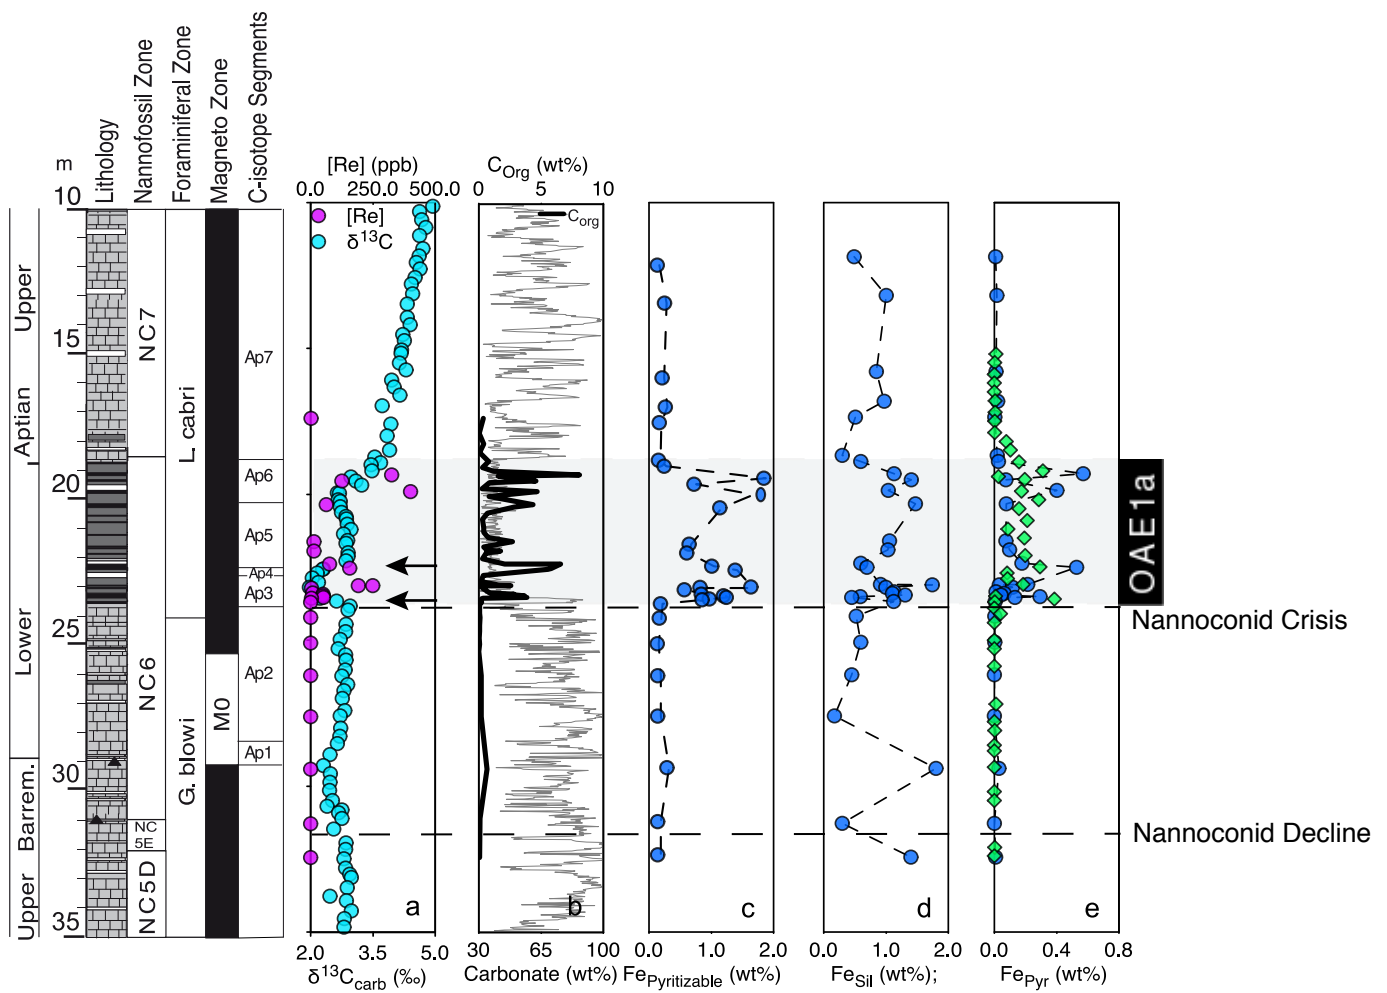 Lithology
Nannofossil Zone
Foraminiferal Zone
Magneto Zone
C-isotope Segments
m
10
15
20
25
30
35
Upper
Aptian
Lower
Barrem.
Upper
NC7
NC6
NC
5E
NC5D
L. cabri
G. blowi
M0
Ap7
Ap6
Ap5
Ap4
Ap3
Ap2
Ap1
[Re] (ppb)
0.0 250.0 500.0
[Re]
δ13C
a
2.0 3.5 5.0
δ13Ccarb (‰)
COrg (wt%)
0 5 10
Corg
b
30 65 100
Carbonate (wt%)
c
0.0 1.0 2.0
FePyritizable (wt%)
d
0.0 1.0 2.0
FeSil (wt%);
e
0.0 0.4 0.8
FePyr (wt%)
OAE1a
Nannoconid Crisis
Nannoconid Decline